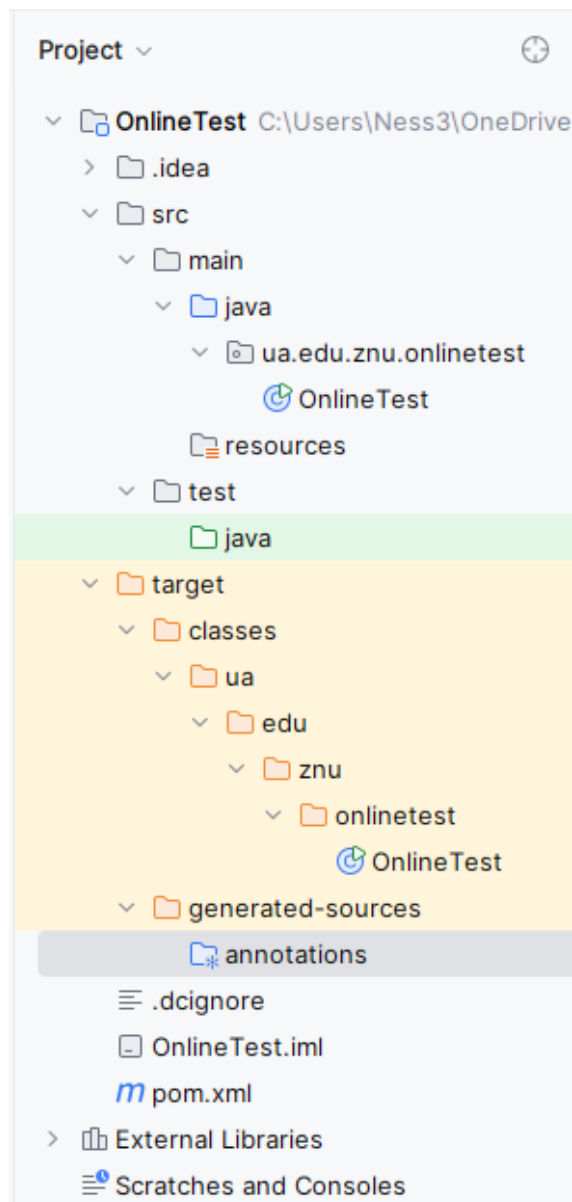 Project
OnlineTest C:\Users\Ness3\OneDrive
.idea
src
main
java
ua.edu.znu.onlinetest
OnlineTest
resources
test
java
target
classes
ua
edu
znu
onlinetest
OnlineTest
generated-sources
annotations
.dcignore
OnlineTest.iml
m pom.xml
External Libraries
Scratches and Consoles